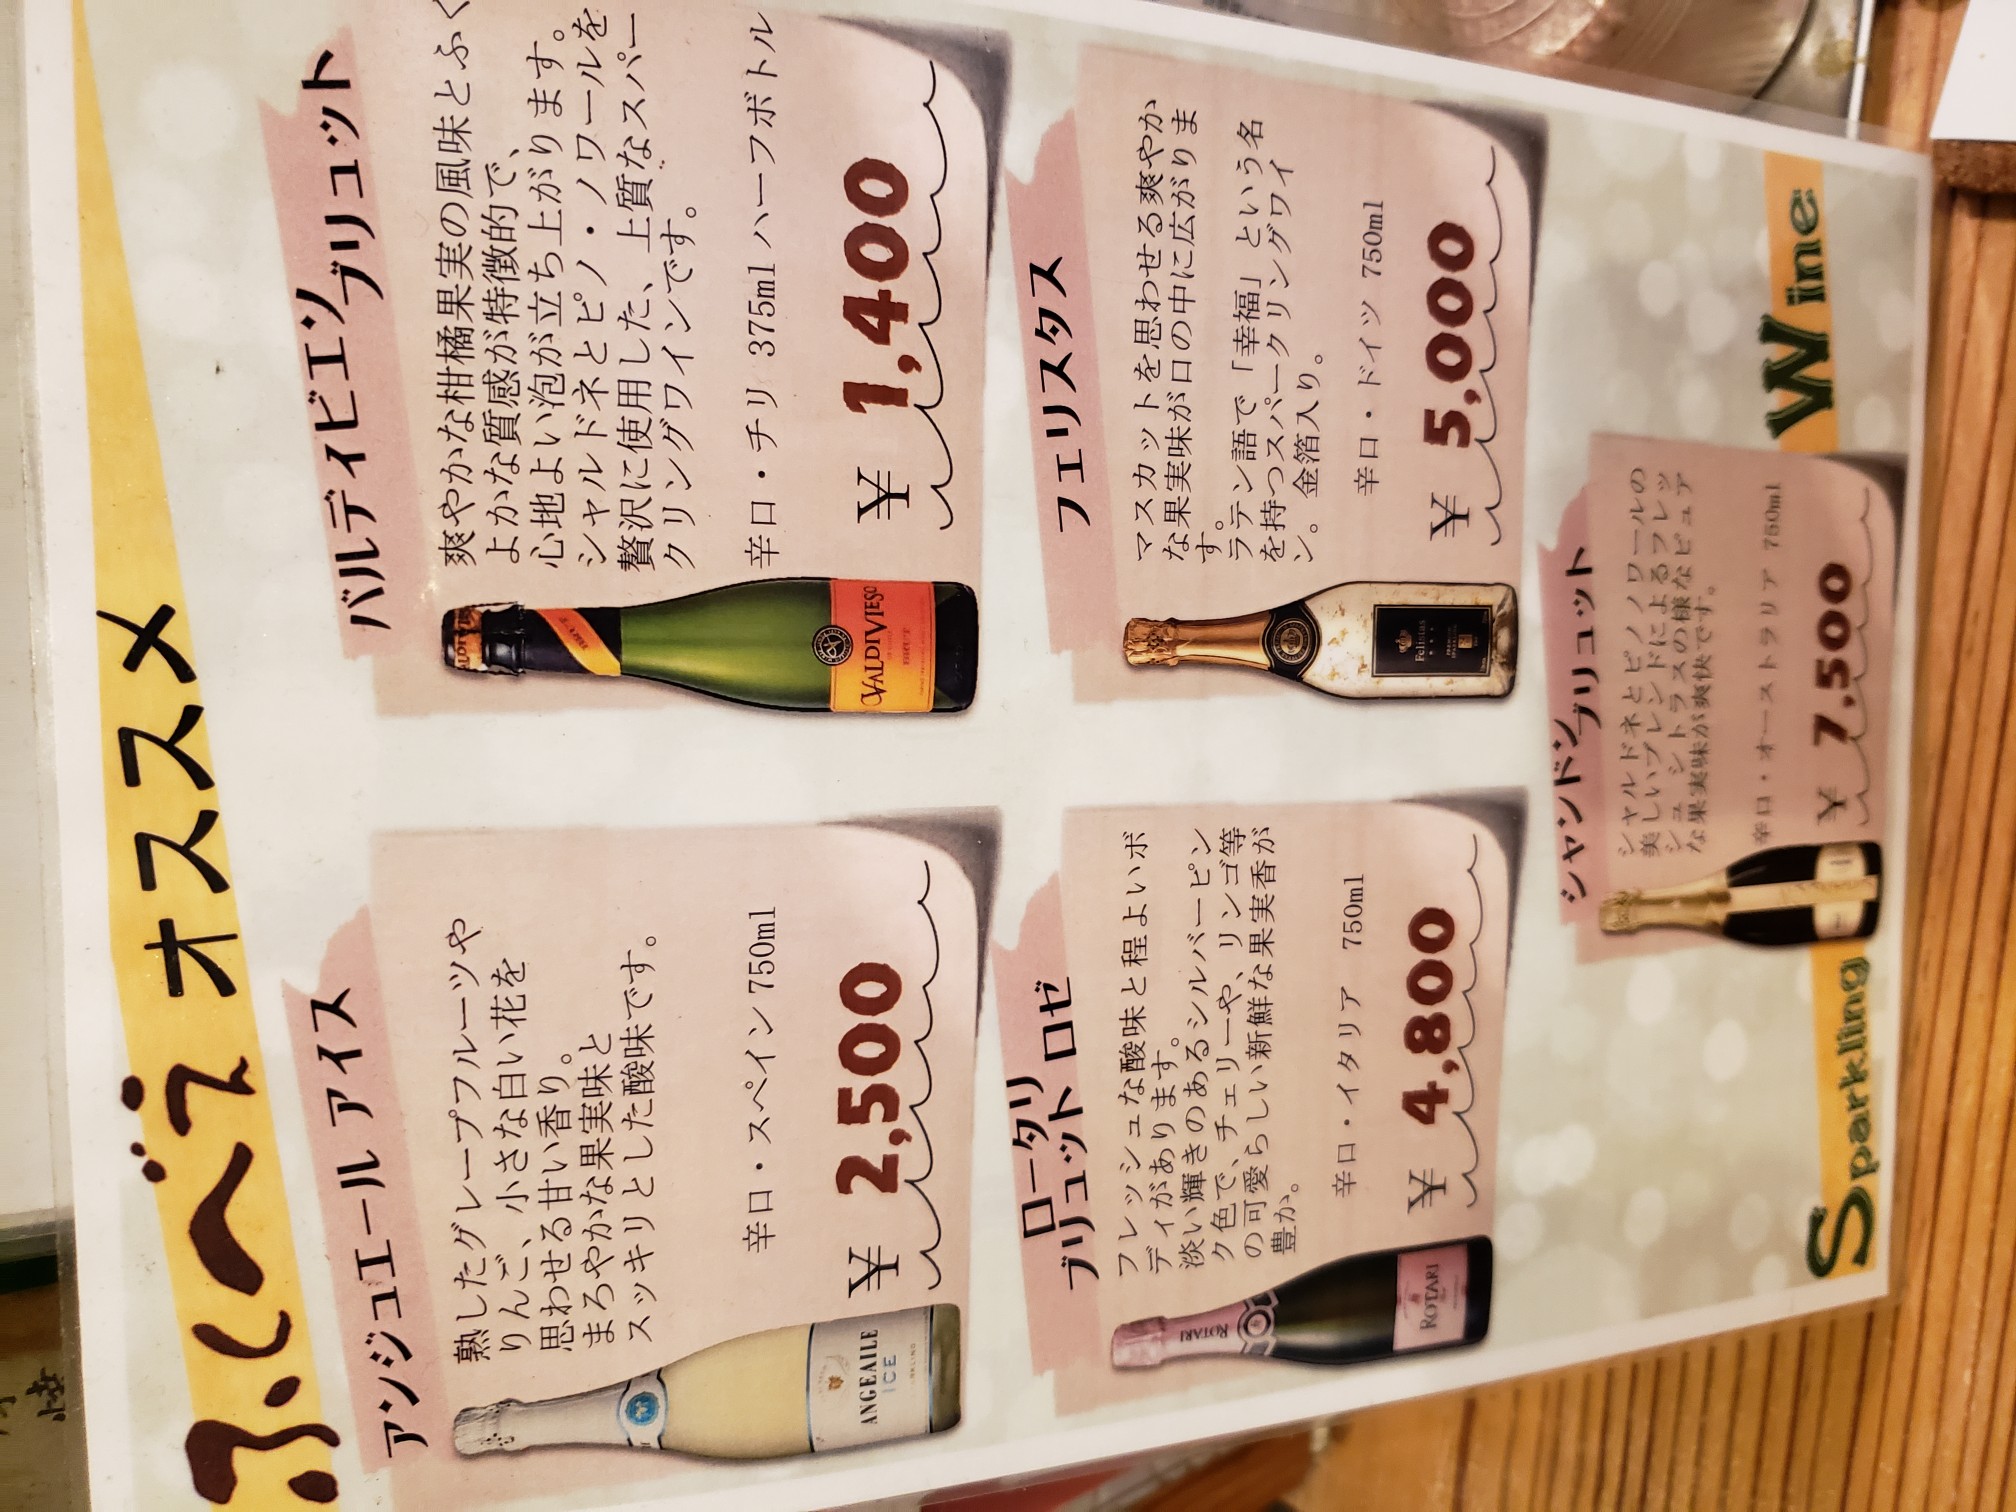 ふくべえ オススメ
アンジュエール アイス
熟したグレープフルーツや
りんご、小さな白い花を
思わせる甘い香り。
まろやかな果実味と
スッキリとした酸味です。
辛口・スペイン 750ml
¥ 2,500
ANGEAILE
ICE
バルディビエソ
ブリュット
爽やかな柑橘果実の風味とふく
よかな質感が特徴的で、
心地よい泡が立ち上がります。
シャルドネとピノ・ノワールを
贅沢に使用した、上質なスパー
クリングワインです。
辛口・チリ 375ml ハーフボトル
¥ 1,400
BRUT
VALDIVIESO
BRUT
ロータリ
ブリュット ロゼ
フレッシュな酸味と程よいボ
ディがあります。
淡い輝きのあるシルバーピン
ク色で、チェリーや、リンゴ等
の可愛らしい新鮮な果実香が
豊か。
辛口・イタリア 750ml
¥ 4,800
ROTARI
ROTARI
フェリスタス
マスカットを思わせる爽やか
な果実味が口の中に広がりま
す。
ラテン語で「幸福」という名
を持つスパークリングワイ
ン。金箔入り。
辛口・ドイツ 750ml
¥ 5,000
Felistas
シャンドン
ブリュット
シャルドネとピノノワールの
美しいブレンドによるフレッ
シュ シトラスの様なピュア
な果実味が爽快です。
辛口・オーストラリア 750ml
¥ 7,500
Sparkling Wine